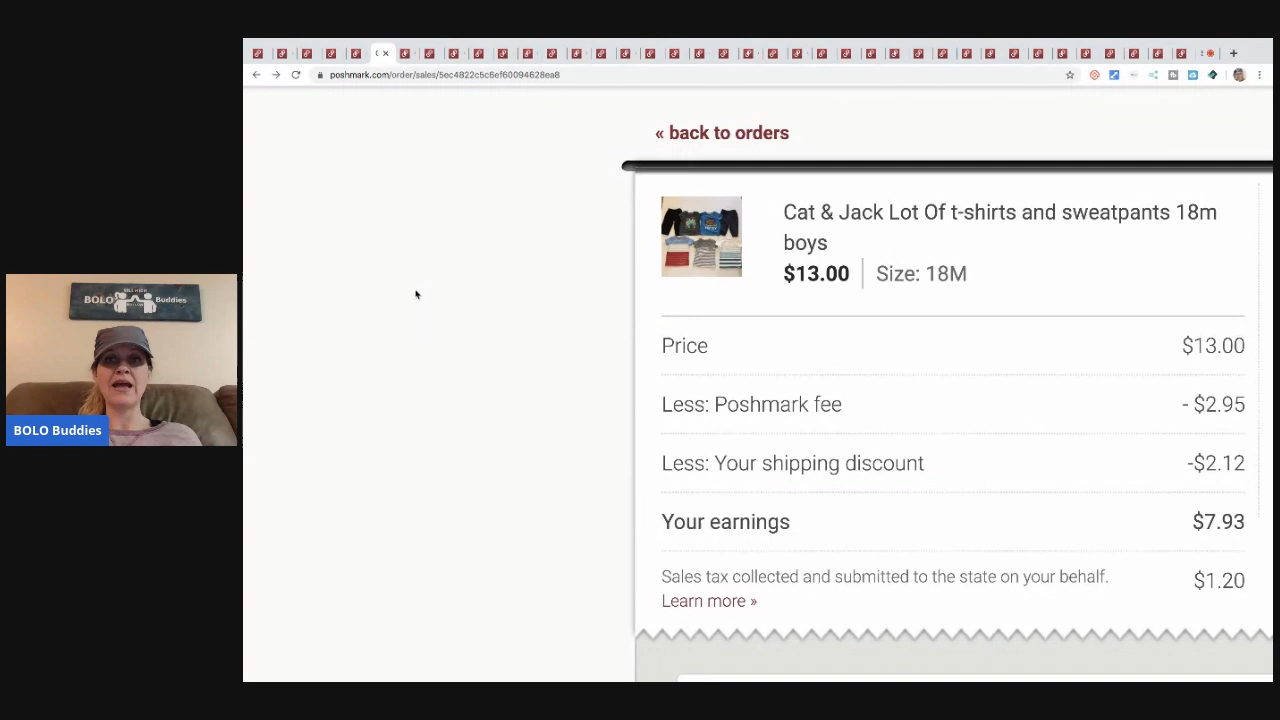 poshmark.com/order/sales/5ec4822c5c6ef60094628ea8
« back to orders
Cat & Jack Lot Of t-shirts and sweatpants 18m
boys
$13.00 Size: 18M
Price $13.00
Less: Poshmark fee - $2.95
Less: Your shipping discount -$2.12
Your earnings $7.93
Sales tax collected and submitted to the state on your behalf. $1.20
Learn more »
BOLO Buddies
BOLO Buddies